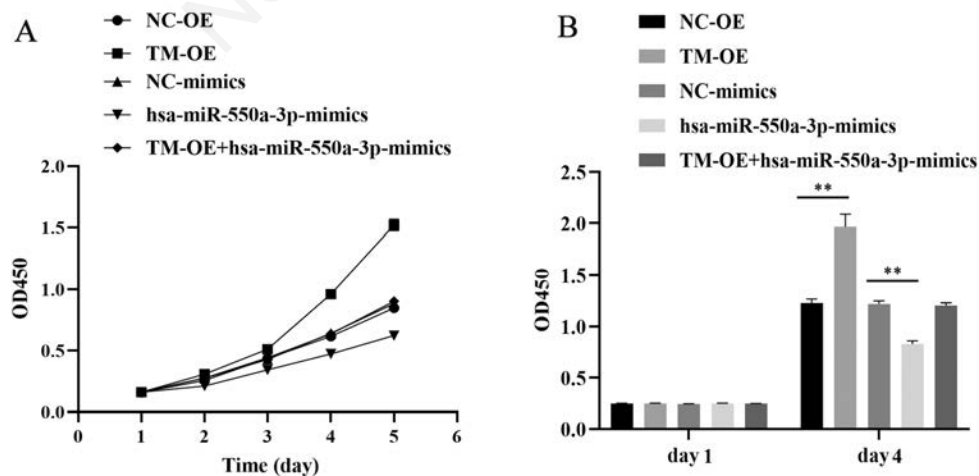 A
NC-OE
TM-OE
NC-mimics
hsa-miR-550a-3p-mimics
TM-OE+hsa-miR-550a-3p-mimics
2.0
1.5
1.0
0.5
0.0
OD450
0 1 2 3 4 5 6
Time (day)
B
NC-OE
TM-OE
NC-mimics
hsa-miR-550a-3p-mimics
TM-OE+hsa-miR-550a-3p-mimics
2.5
2.0
1.5
1.0
0.5
0.0
OD450
**
**
day 1 day 4